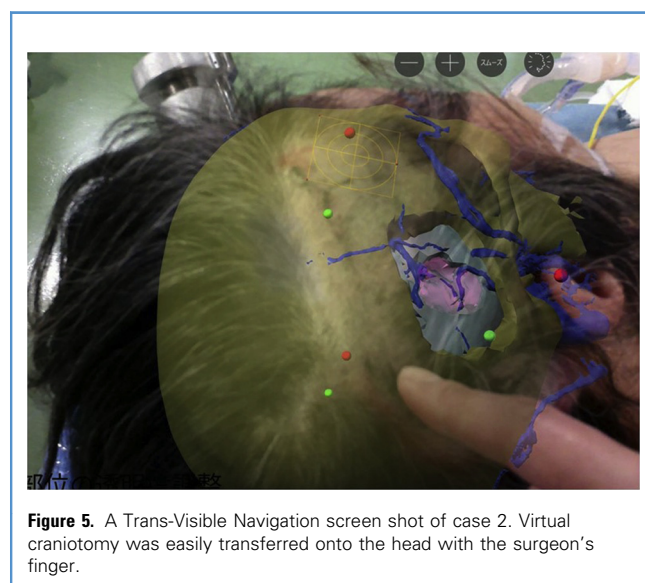 スムーズ
Figure 5. A Trans-Visible Navigation screen shot of case 2. Virtual
craniotomy was easily transferred onto the head with the surgeon's
finger.